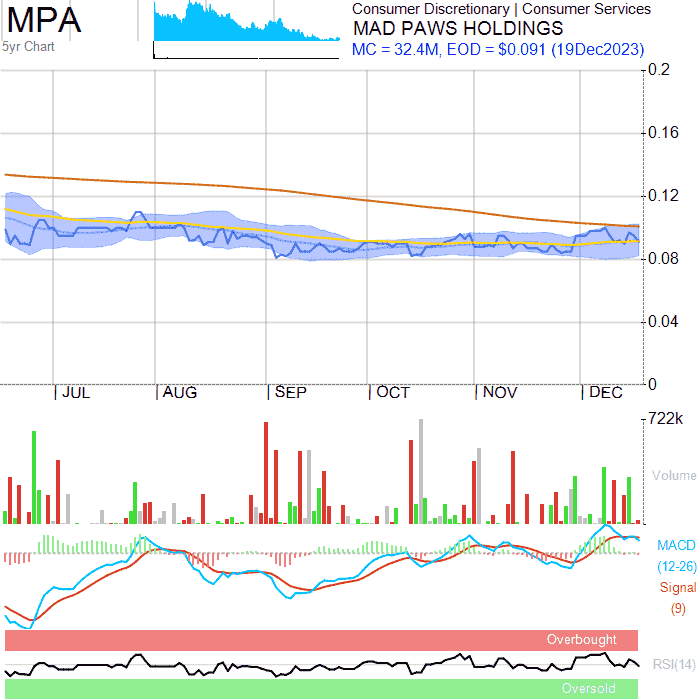 MPA
5yr Chart
Consumer Discretionary | Consumer Services
MAD PAWS HOLDINGS
MC = 32.4M, EOD = $0.091 (19Dec2023)
0.2
0.16
0.12
0.08
0.04
0
JUL AUG SEP OCT NOV DEC
722k
Volume
MACD
(12-26)
Signal
(9)
Overbought
RSI(14)
Oversold